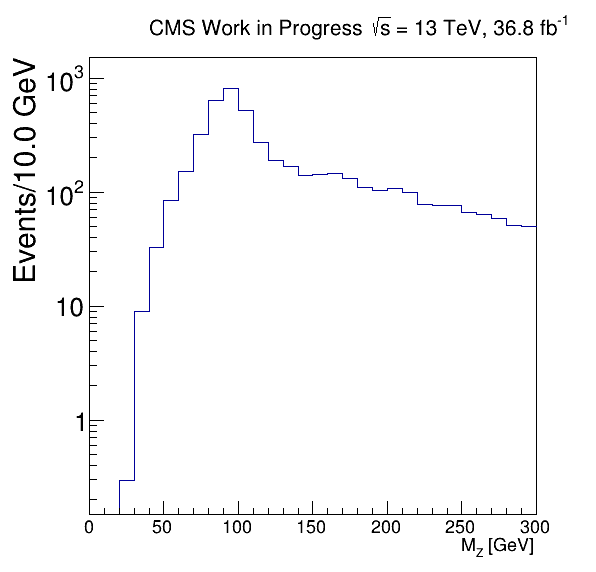 CMS Work in Progress √s = 13 TeV, 36.8 fb⁻¹
Events/10.0 GeV
10³
10²
10
1
0 50 100 150 200 250 300
M_Z [GeV]